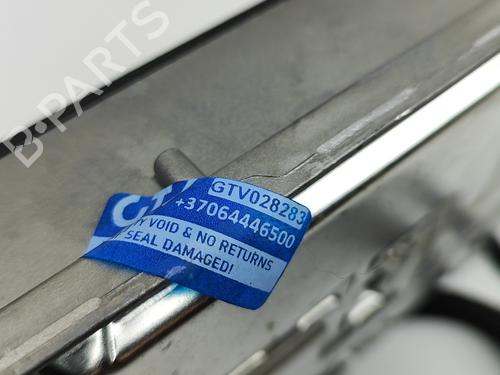 B-PARTS
GTV028283
+37064446500
Y VOID & NO RETURNS
SEAL DAMAGED!